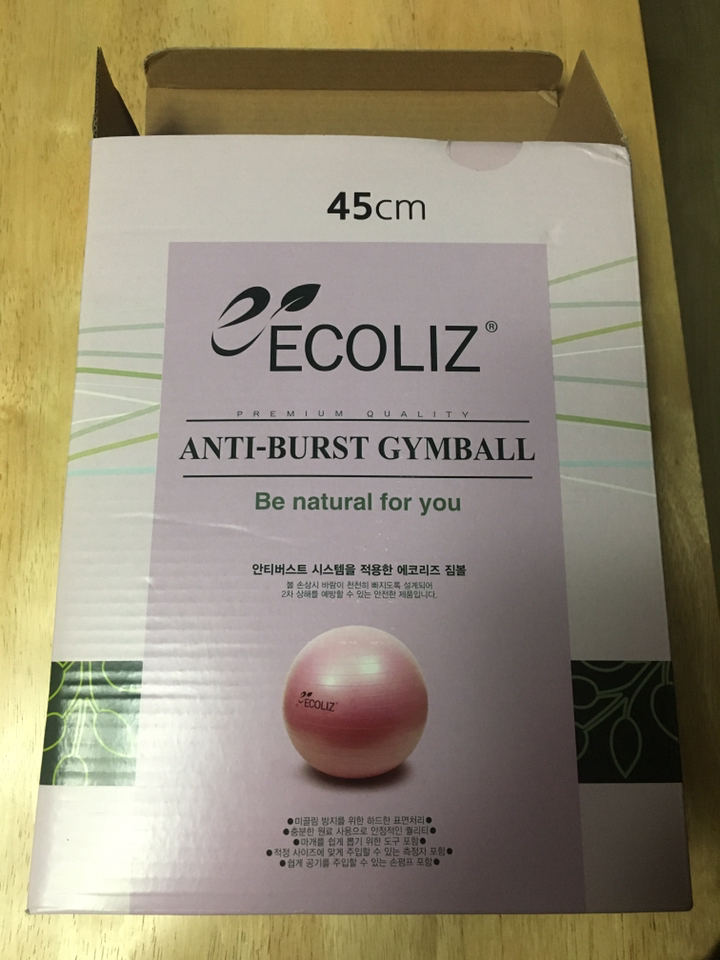 45cm
ECOLIZ®
PREMIUM QUALITY
ANTI-BURST GYMBALL
Be natural for you
안티버스트 시스템을 적용한 에코리즈 짐볼
볼 손상시 바람이 천천히 빠지도록 설계되어
2차 상해를 예방할 수 있는 안전한 제품입니다.
ECOLIZ
●미끌림 방지를 위한 하드한 표면처리●
●충분한 원료 사용으로 안정적인 퀄리티●
●마개를 쉽게 뽑기 위한 도구 포함●
●적정 사이즈에 맞게 주입할 수 있는 측정자 포함●
●쉽게 공기를 주입할 수 있는 손펌프 포함●